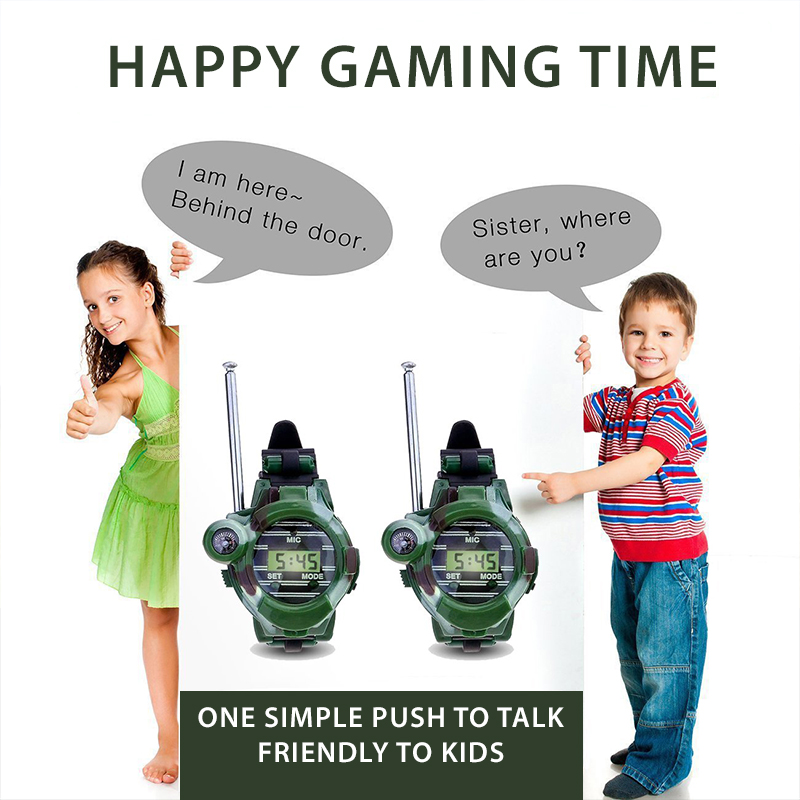 HAPPY GAMING TIME
I am here~
Behind the door.
Sister, where
are you?
MIC
5:45
SET MODE
MIC
5:45
SET MODE
ONE SIMPLE PUSH TO TALK
FRIENDLY TO KIDS